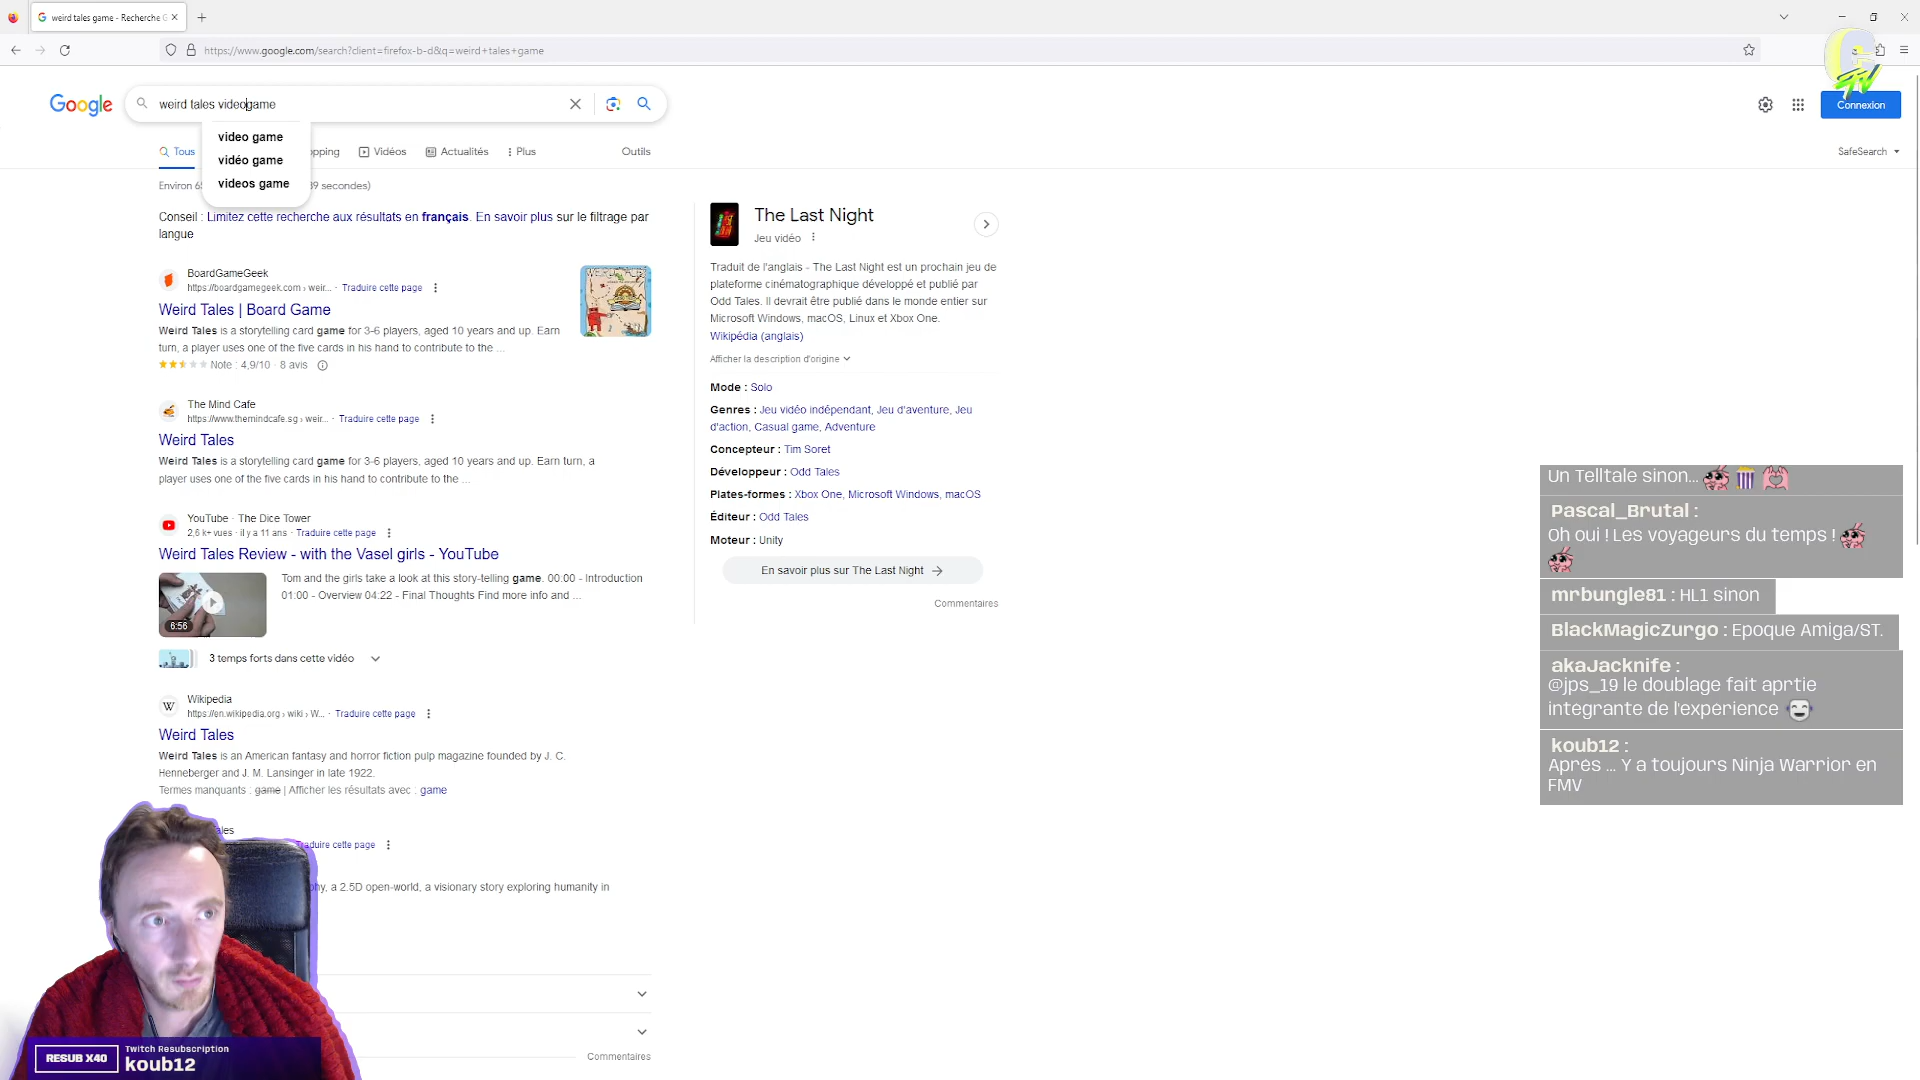 weird tales game - Recherche G
https://www.google.com/search?client=firefox-b-d&q=weird+tales+game
Google
weird tales videogame
Connexion
video game
vidéo game
videos game
Tous
opping
Vidéos
Actualités
Plus
Outils
SafeSearch
Environ 6
39 secondes)
Conseil : Limitez cette recherche aux résultats en français. En savoir plus sur le filtrage par
langue
BoardGameGeek
https://boardgamegeek.com › weir... · Traduire cette page
Weird Tales | Board Game
Weird Tales is a storytelling card game for 3-6 players, aged 10 years and up. Earn
turn, a player uses one of the five cards in his hand to contribute to the ...
Note : 4,9/10 · 8 avis
The Mind Cafe
https://www.themindcafe.sg › weir... · Traduire cette page
Weird Tales
Weird Tales is a storytelling card game for 3-6 players, aged 10 years and up. Earn turn, a
player uses one of the five cards in his hand to contribute to the ...
YouTube · The Dice Tower
2,6 k+ vues · il y a 11 ans · Traduire cette page
Weird Tales Review - with the Vasel girls - YouTube
6:56
Tom and the girls take a look at this story-telling game. 00:00 - Introduction
01:00 - Overview 04:22 - Final Thoughts Find more info and ...
3 temps forts dans cette vidéo
Wikipedia
https://en.wikipedia.org › wiki › W... · Traduire cette page
Weird Tales
Weird Tales is an American fantasy and horror fiction pulp magazine founded by J. C.
Henneberger and J. M. Lansinger in late 1922.
Termes manquants : game | Afficher les résultats avec : game
ales
Traduire cette page
hy, a 2.5D open-world, a visionary story exploring humanity in
Commentaires
The Last Night
Jeu vidéo
Traduit de l'anglais - The Last Night est un prochain jeu de
plateforme cinématographique développé et publié par
Odd Tales. Il devrait être publié dans le monde entier sur
Microsoft Windows, macOS, Linux et Xbox One.
Wikipédia (anglais)
Afficher la description d'origine
Mode : Solo
Genres : Jeu vidéo indépendant, Jeu d'aventure, Jeu
d'action, Casual game, Adventure
Concepteur : Tim Soret
Développeur : Odd Tales
Plates-formes : Xbox One, Microsoft Windows, macOS
Éditeur : Odd Tales
Moteur : Unity
En savoir plus sur The Last Night
Commentaires
Un Telltale sinon...
Pascal_Brutal :
Oh oui ! Les voyageurs du temps !
mrbungle81 : HL1 sinon
BlackMagicZurgo : Epoque Amiga/ST.
akaJacknife :
@jps_19 le doublage fait aprtie
intégrante de l'expérience
koub12 :
Après ... Y a toujours Ninja Warrior en
FMV
RESUB X40
Twitch Resubscription
koub12